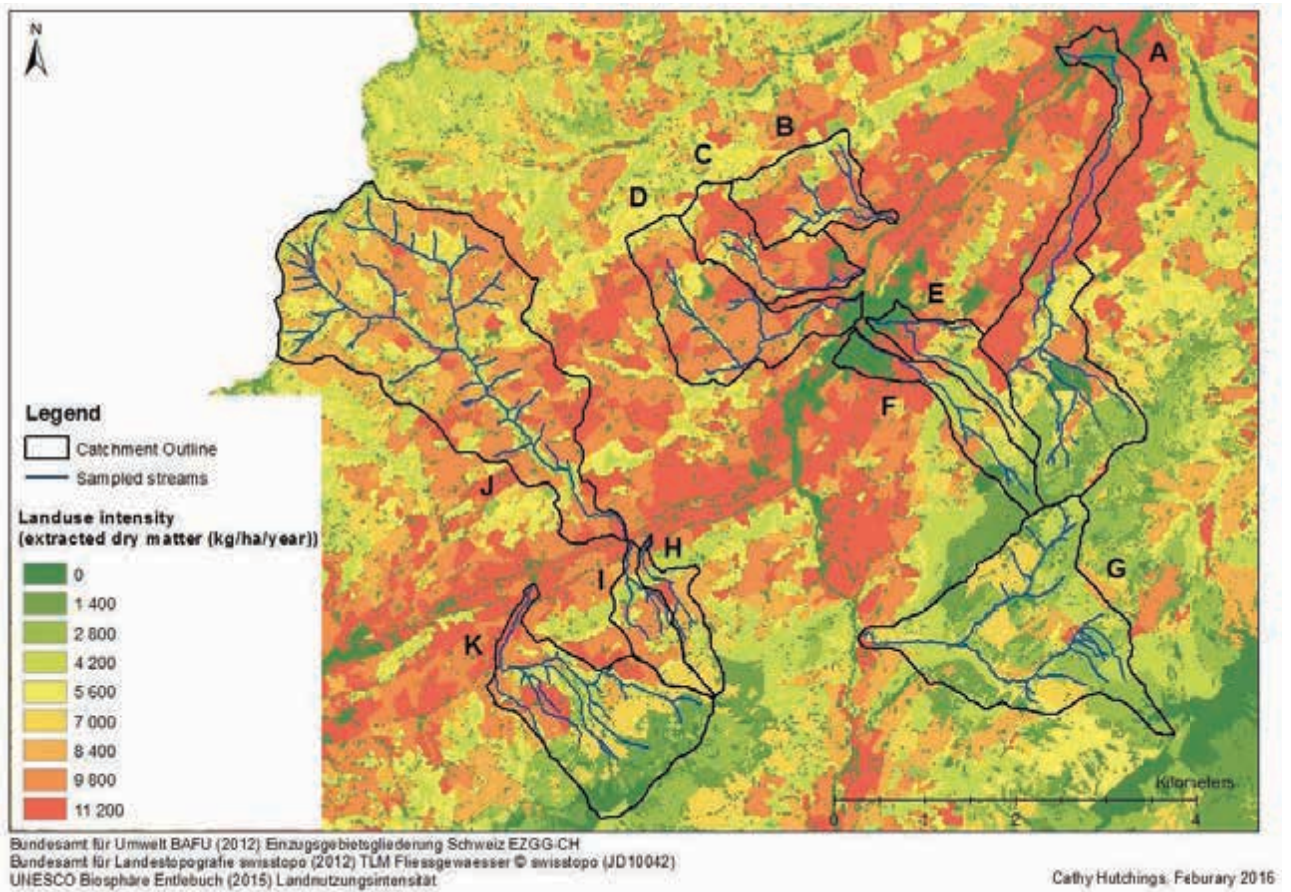 N
A
B
C
D
E
F
G
H
I
J
K
Legend
Catchment Outline
Sampled streams
Landuse intensity
(extracted dry matter (kg/ha/year))
0
1 400
2 800
4 200
5 600
7 000
8 400
9 800
11 200
Kilometers
0 2 4
Bundesamt für Umwelt BAFU (2012) Einzugsgebietsgliederung Schweiz EZGG-CH
Bundesamt für Landestopografie swisstopo (2012) TLM Fliessgewaesser © swisstopo (JD10042)
UNESCO Biosphäre Entlebuch (2015) Landnutzungsintensität
Cathy Hutchings, Feburary 2016